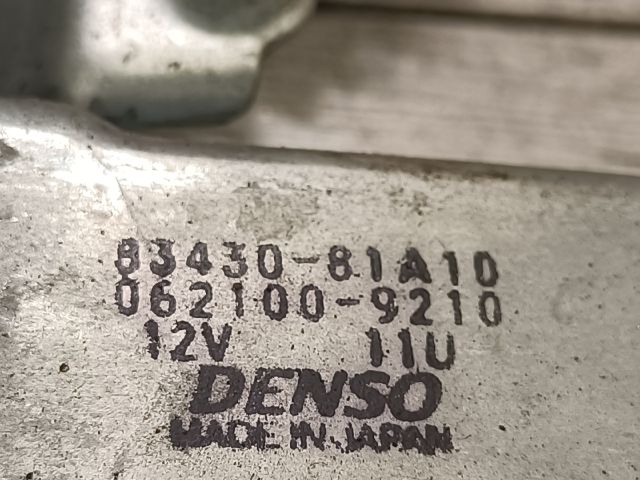 83430-81A10
062100-9210
12V 11U
DENSO
MADE IN JAPAN